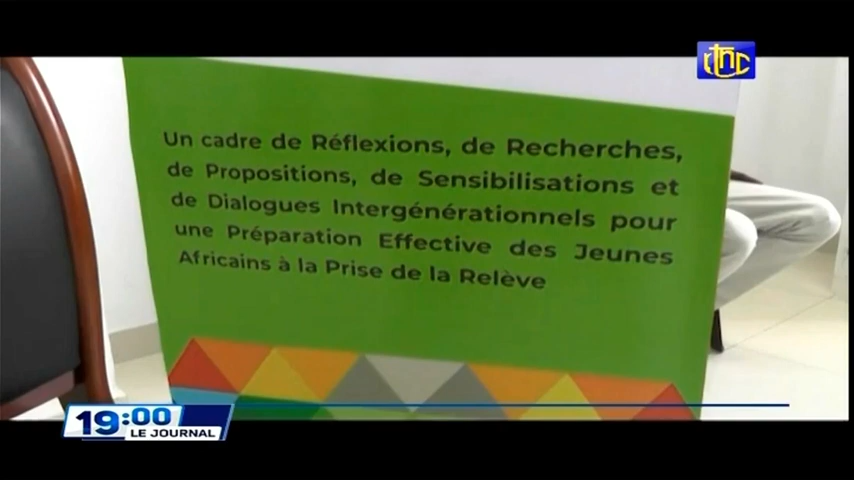 rtnc
Un cadre de Réflexions, de Recherches,
de Propositions, de Sensibilisations et
de Dialogues Intergénérationnels pour
une Préparation Effective des Jeunes
Africains à la Prise de la Relève
19:00
LE JOURNAL